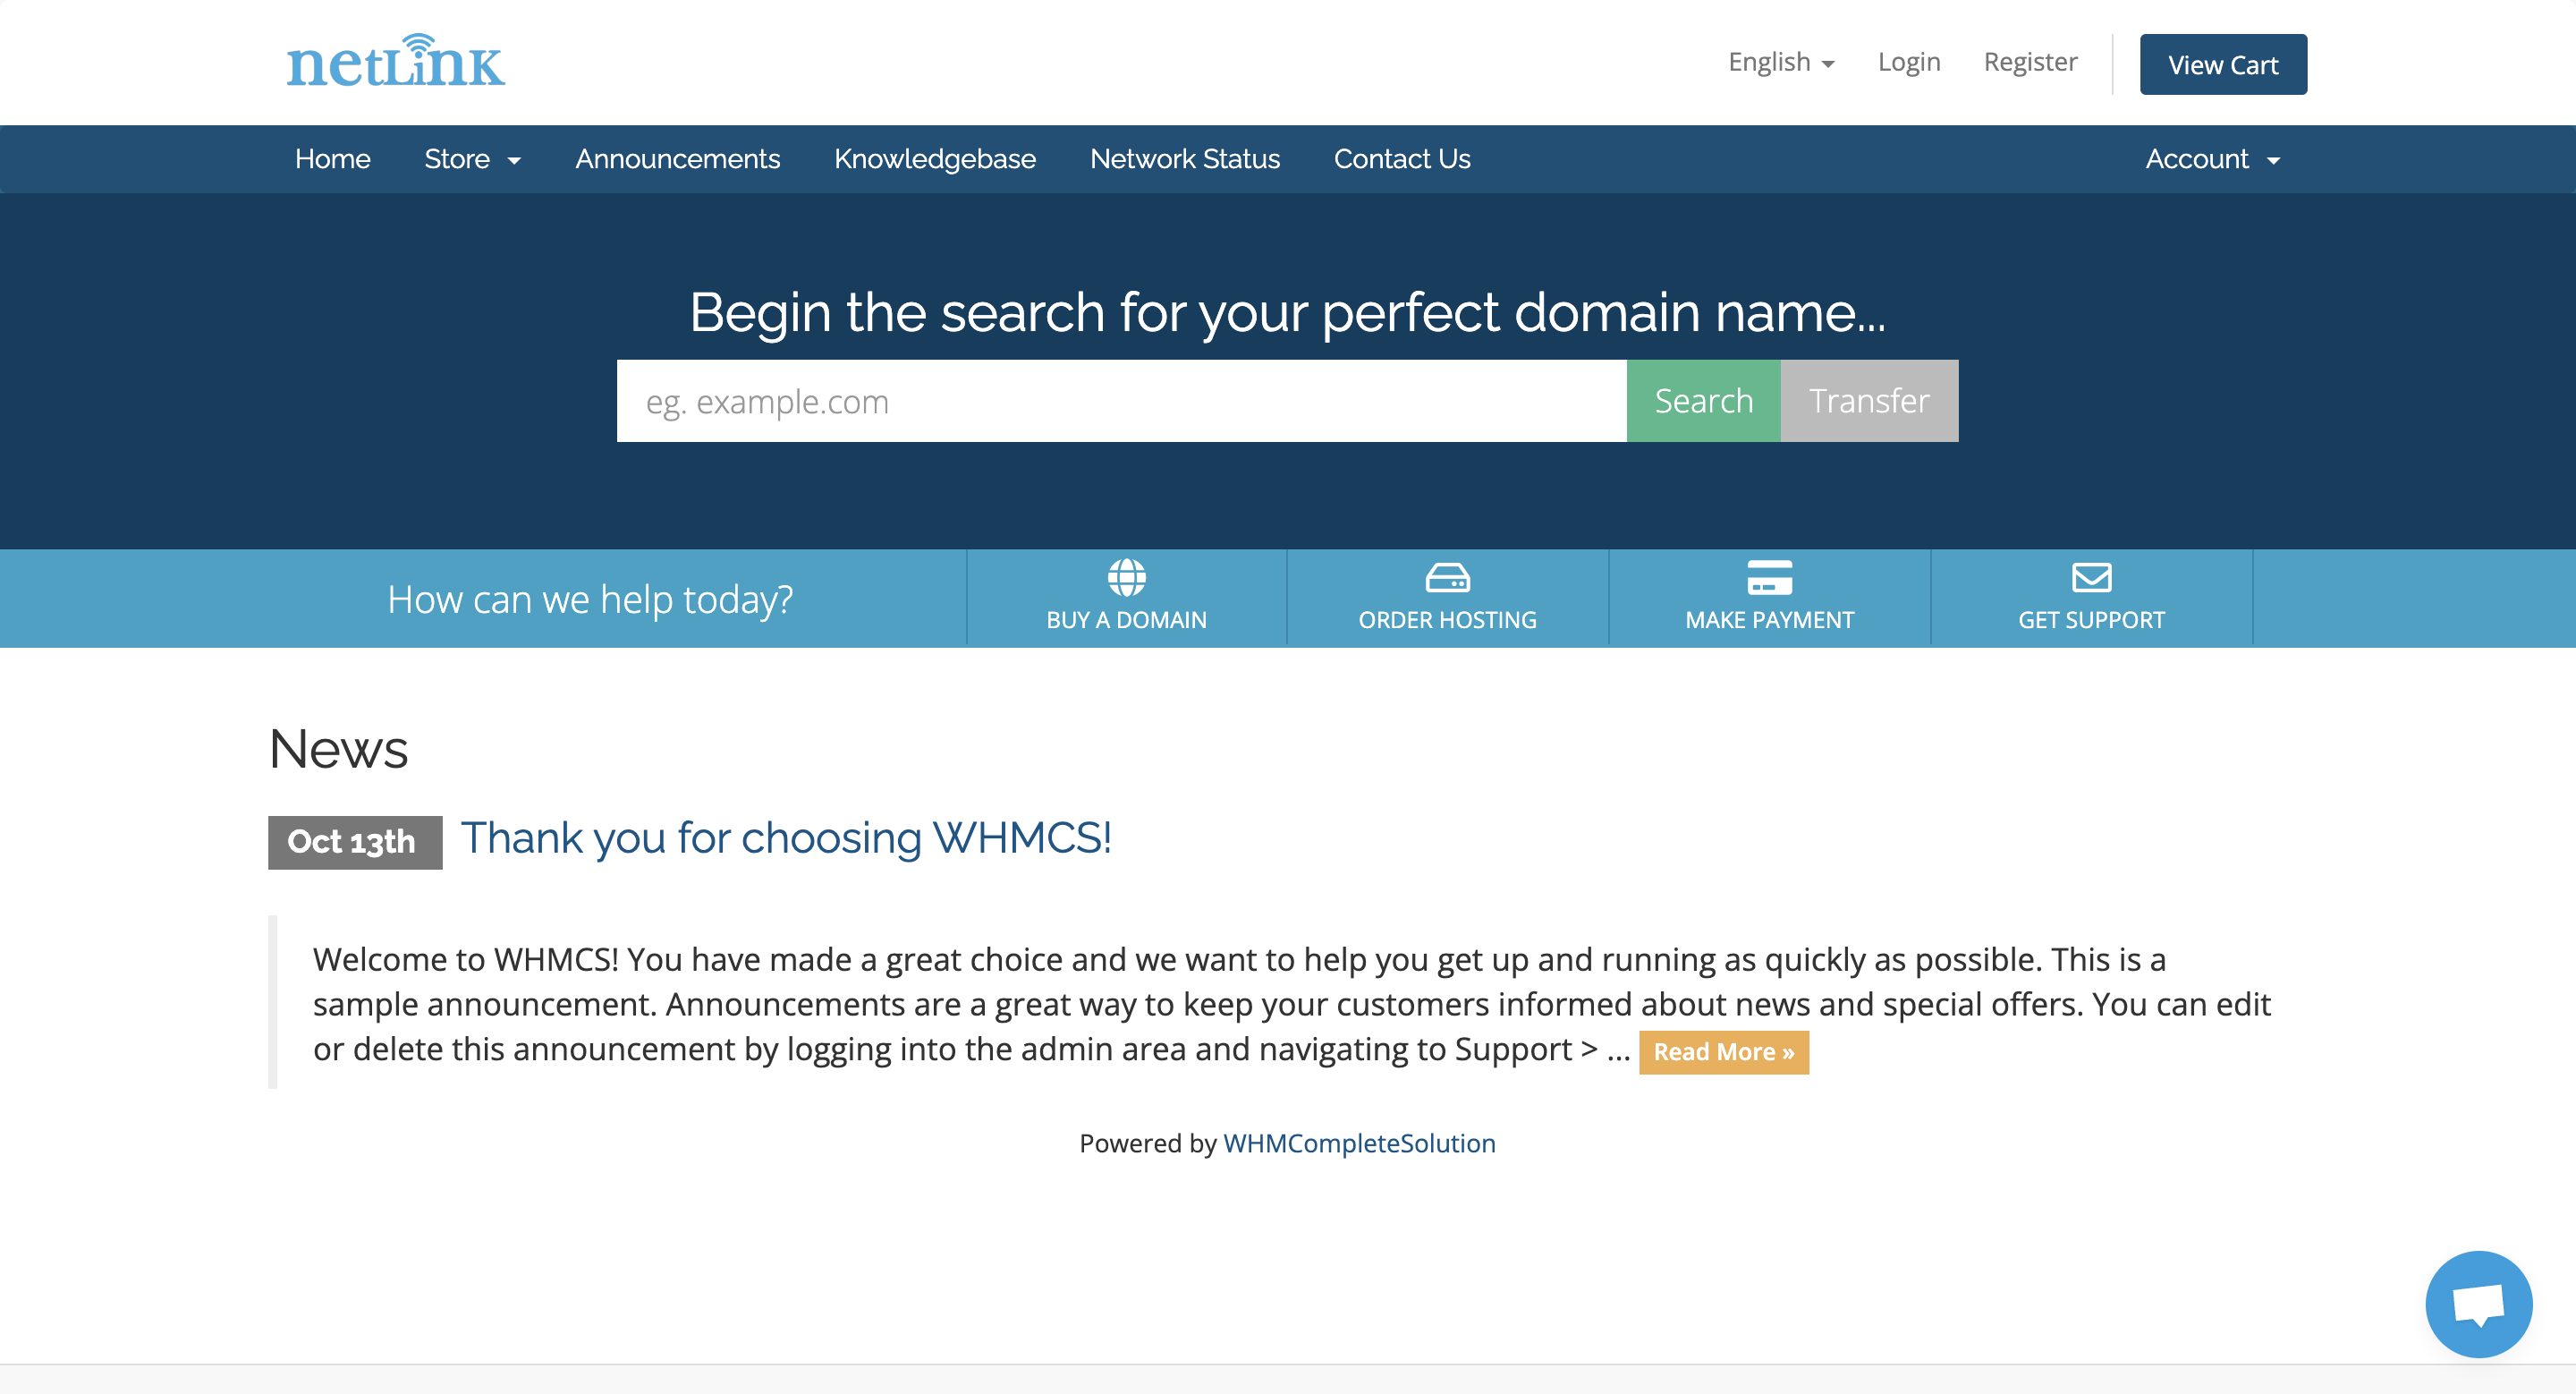 netLink
English
Login
Register
View Cart
Home
Store
Announcements
Knowledgebase
Network Status
Contact Us
Account
Begin the search for your perfect domain name...
eg. example.com
Search
Transfer
How can we help today?
BUY A DOMAIN
ORDER HOSTING
MAKE PAYMENT
GET SUPPORT
News
Oct 13th
Thank you for choosing WHMCS!
Welcome to WHMCS! You have made a great choice and we want to help you get up and running as quickly as possible. This is a
sample announcement. Announcements are a great way to keep your customers informed about news and special offers. You can edit
or delete this announcement by logging into the admin area and navigating to Support > ...
Read More »
Powered by WHMCompleteSolution